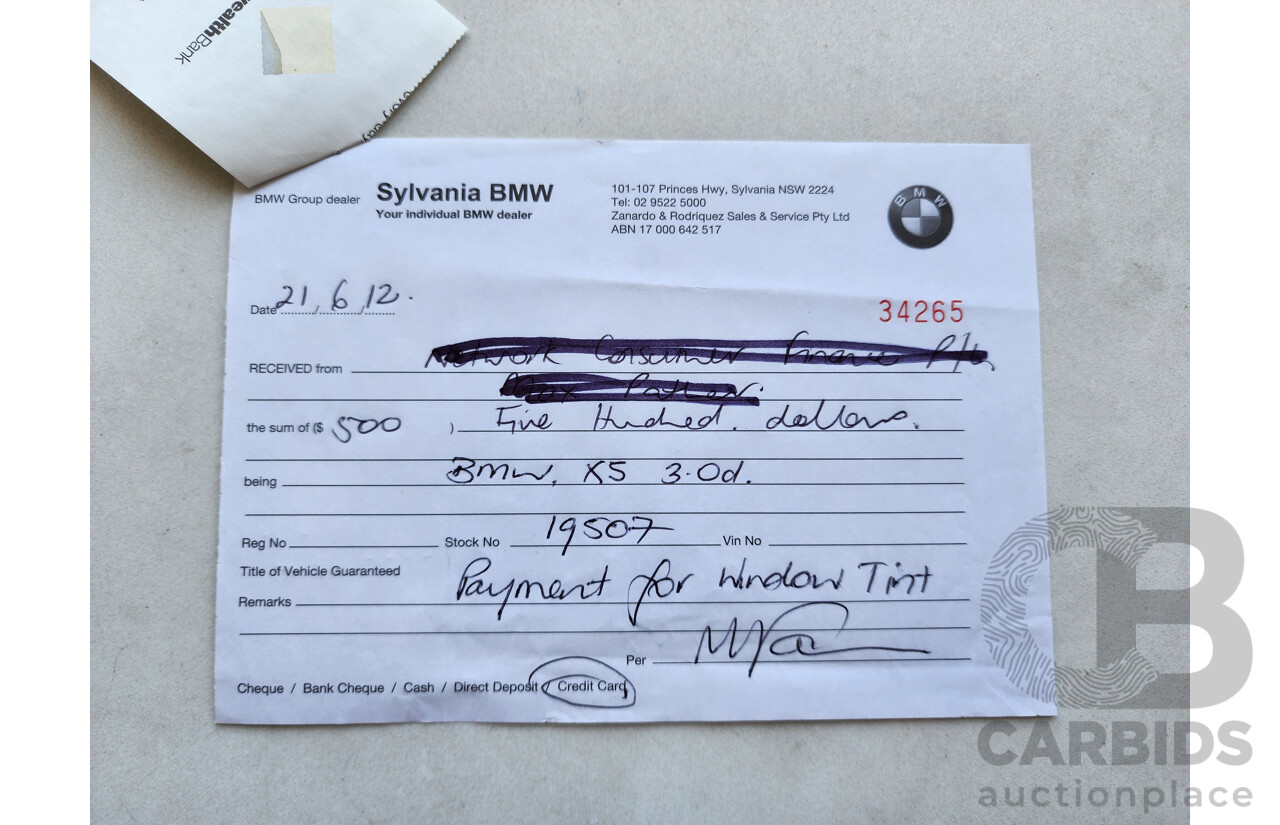 wealthBank
every day
BMW Group dealer
Sylvania BMW
Your individual BMW dealer
101-107 Princes Hwy, Sylvania NSW 2224
Tel: 02 9522 5000
Zanardo & Rodriquez Sales & Service Pty Ltd
ABN 17 000 642 517
BMW
Date 21, 6, 12.
34265
RECEIVED from
the sum of ($ 500 ) Five Hundred. dollars.
being BMW. X5 3.0d.
Reg No Stock No 19507 Vin No
Title of Vehicle Guaranteed
Remarks Payment for Window Tint
Per
Cheque / Bank Cheque / Cash / Direct Deposit / Credit Card
CB
CARBIDS
auctionplace